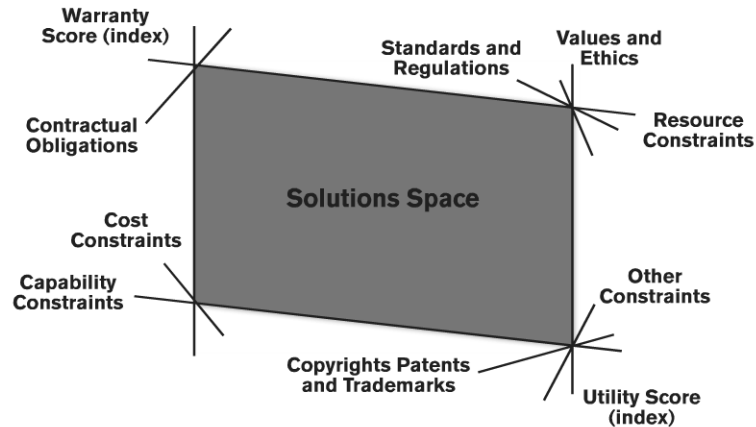 Warranty
Score (index)
Standards and
Regulations
Values and
Ethics
Contractual
Obligations
Resource
Constraints
Solutions Space
Cost
Constraints
Capability
Constraints
Other
Constraints
Copyrights Patents
and Trademarks
Utility Score
(index)